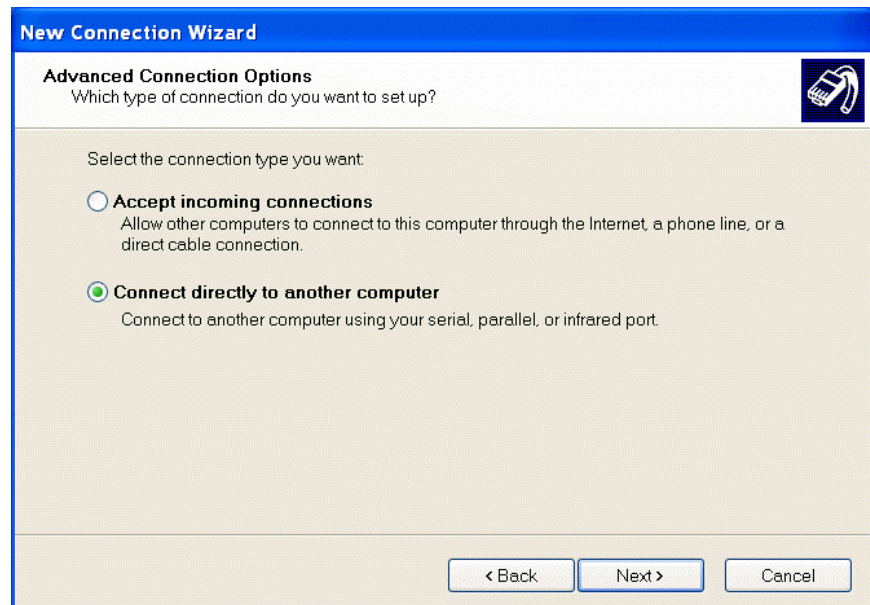 New Connection Wizard
Advanced Connection Options
Which type of connection do you want to set up?
Select the connection type you want:
Accept incoming connections
Allow other computers to connect to this computer through the Internet, a phone line, or a
direct cable connection.
Connect directly to another computer
Connect to another computer using your serial, parallel, or infrared port.
< Back
Next >
Cancel